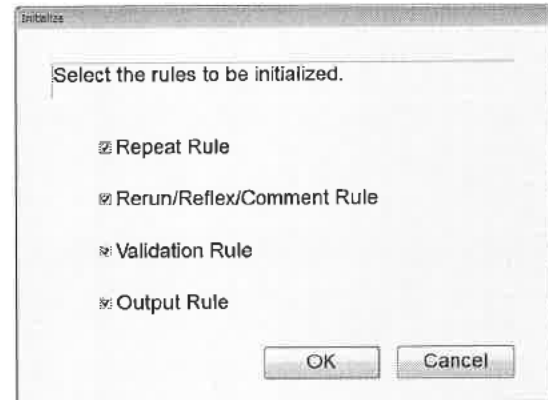 Initialize
Select the rules to be initialized.
Repeat Rule
Rerun/Reflex/Comment Rule
Validation Rule
Output Rule
OK
Cancel